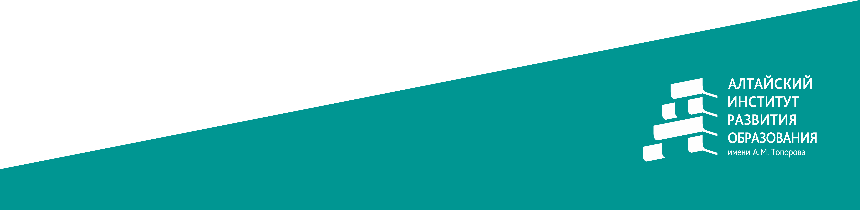 АЛТАЙСКИЙ
ИНСТИТУТ
РАЗВИТИЯ
ОБРАЗОВАНИЯ
имени А.М. Топорова